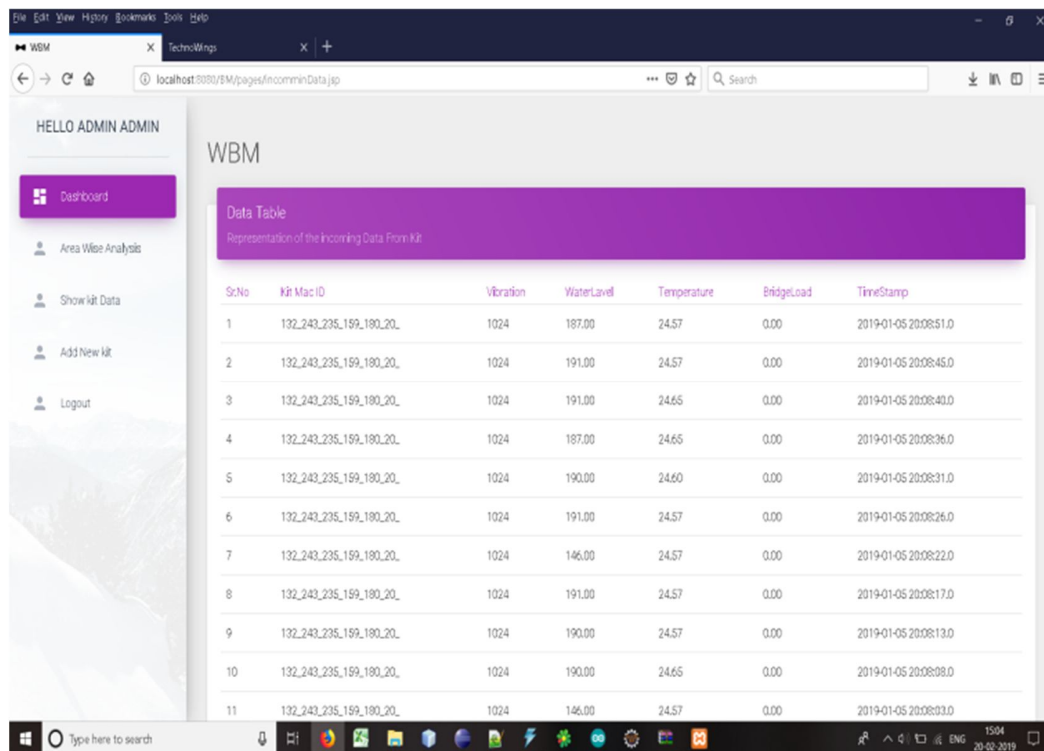 File Edit View History Bookmarks Tools Help
WBM
TechnoWings
localhost:8080/BM/pages/incomminData.jsp
Search
HELLO ADMIN ADMIN
Dashboard
Area Wise Analysis
Show kit Data
Add New kit
Logout
WBM
Data Table
Representation of the incoming Data From Kit
Sr.No Kit Mac ID Vibration WaterLavel Temperature BridgeLoad TimeStamp
1 132_243_235_159_180_20_ 1024 187.00 24.57 0.00 2019-01-05 20:08:51.0
2 132_243_235_159_180_20_ 1024 191.00 24.57 0.00 2019-01-05 20:08:45.0
3 132_243_235_159_180_20_ 1024 191.00 24.65 0.00 2019-01-05 20:08:40.0
4 132_243_235_159_180_20_ 1024 187.00 24.65 0.00 2019-01-05 20:08:36.0
5 132_243_235_159_180_20_ 1024 190.00 24.60 0.00 2019-01-05 20:08:31.0
6 132_243_235_159_180_20_ 1024 191.00 24.57 0.00 2019-01-05 20:08:26.0
7 132_243_235_159_180_20_ 1024 146.00 24.57 0.00 2019-01-05 20:08:22.0
8 132_243_235_159_180_20_ 1024 191.00 24.57 0.00 2019-01-05 20:08:17.0
9 132_243_235_159_180_20_ 1024 190.00 24.57 0.00 2019-01-05 20:08:13.0
10 132_243_235_159_180_20_ 1024 190.00 24.65 0.00 2019-01-05 20:08:08.0
11 132_243_235_159_180_20_ 1024 146.00 24.57 0.00 2019-01-05 20:08:03.0
Type here to search
ENG
15:04
20-02-2019